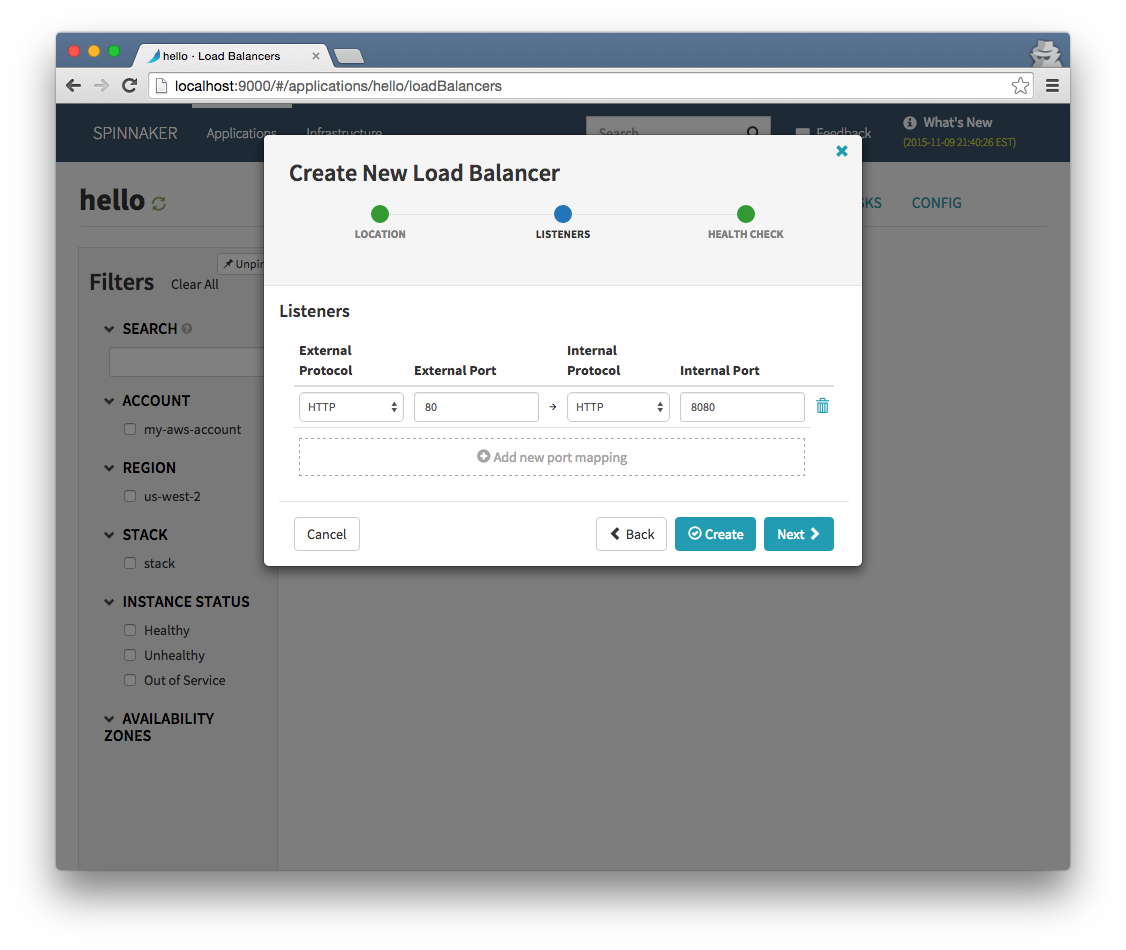 hello · Load Balancers
localhost:9000/#/applications/hello/loadBalancers
SPINNAKER Applications Infrastructure Search Feedback What's New
(2015-11-09 21:40:26 EST)
hello CONFIG
Create New Load Balancer
LOCATION LISTENERS HEALTH CHECK
Filters Clear All
SEARCH
ACCOUNT
my-aws-account
REGION
us-west-2
STACK
stack
INSTANCE STATUS
Healthy
Unhealthy
Out of Service
AVAILABILITY
ZONES
Listeners
External Internal
Protocol External Port Protocol Internal Port
HTTP 80 → HTTP 8080
Add new port mapping
Cancel Back Create Next